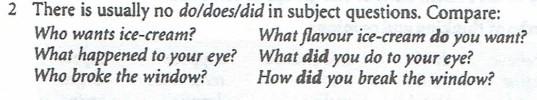 2 There is usually no do/does/did in subject questions. Compare:
Who wants ice-cream? What flavour ice-cream do you want?
What happened to your eye? What did you do to your eye?
Who broke the window? How did you break the window?